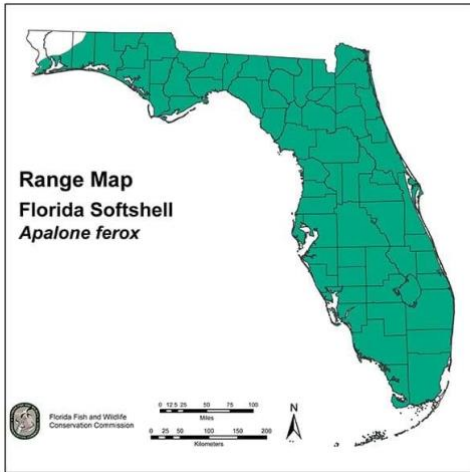 Range Map
Florida Softshell
Apalone ferox
Florida Fish and Wildlife
Conservation Commission
0 12.5 25 50 75 100
Miles
0 25 50 100 150 200
Kilometers
N